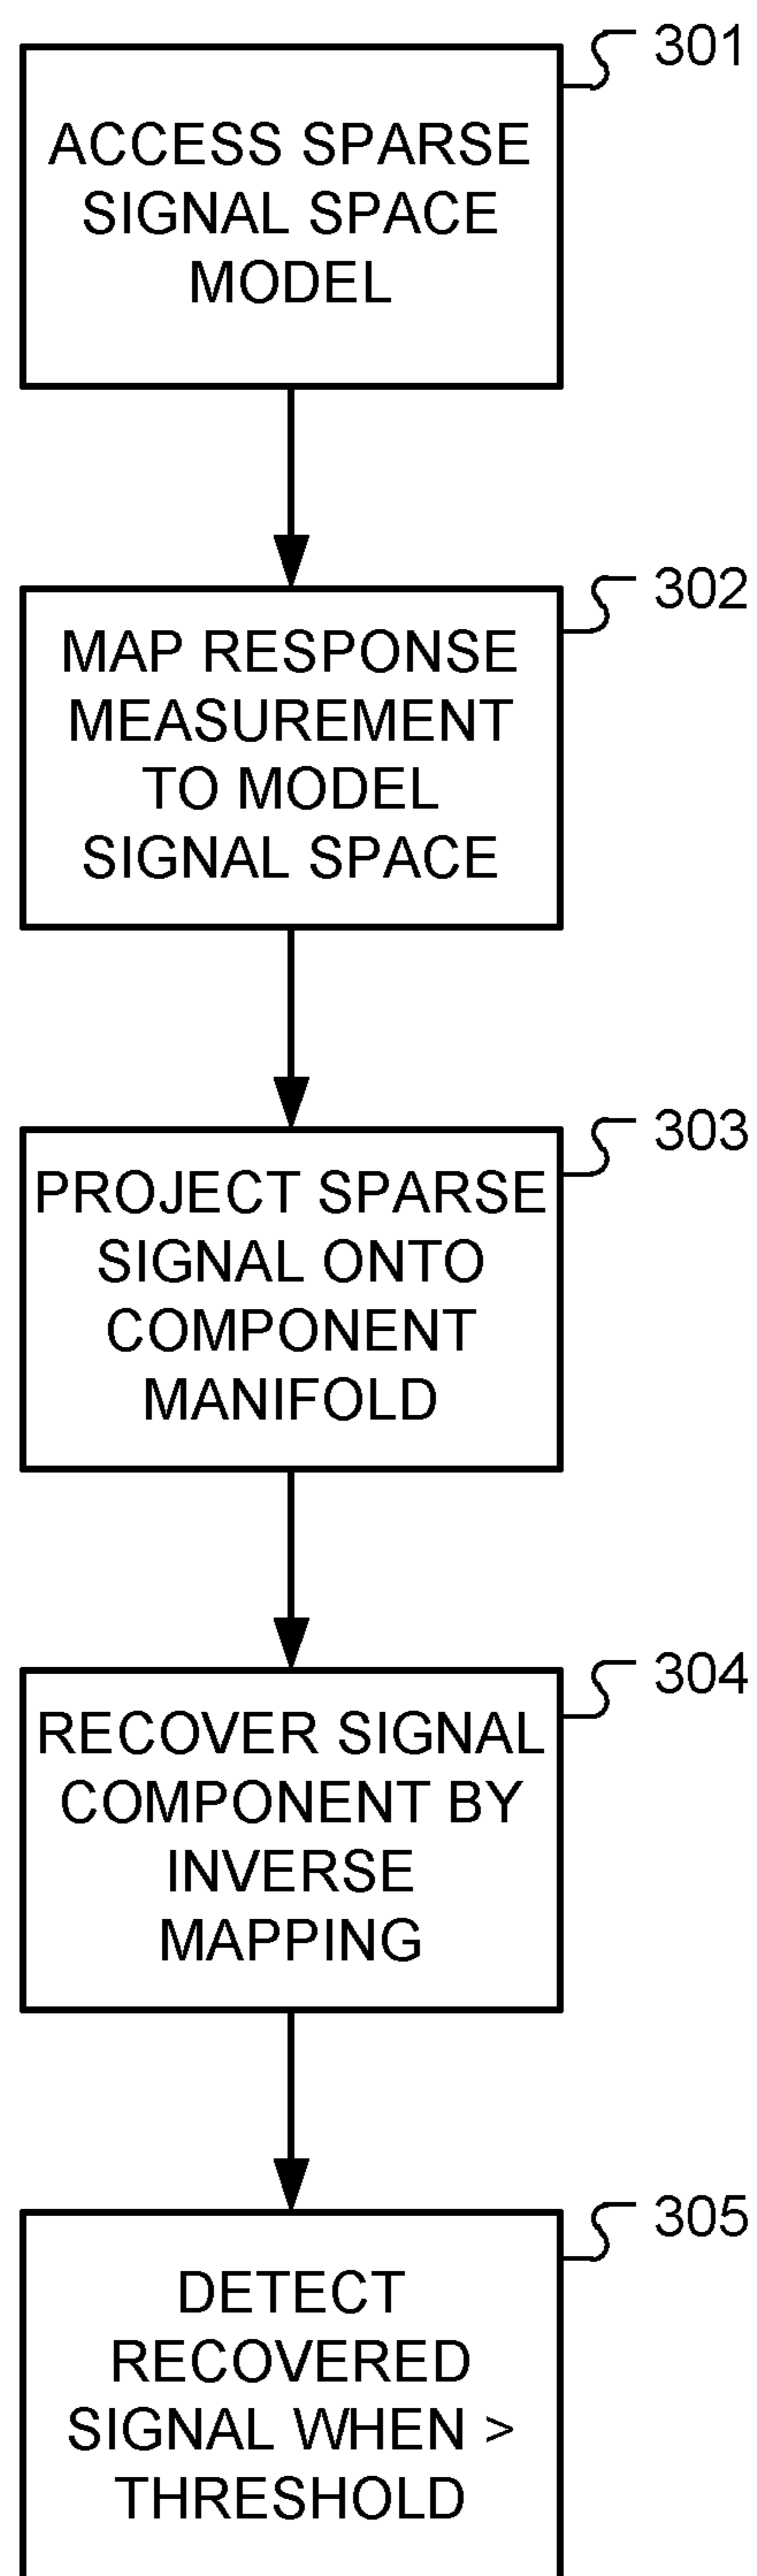 301
ACCESS SPARSE
SIGNAL SPACE
MODEL
302
MAP RESPONSE
MEASUREMENT
TO MODEL
SIGNAL SPACE
303
PROJECT SPARSE
SIGNAL ONTO
COMPONENT
MANIFOLD
304
RECOVER SIGNAL
COMPONENT BY
INVERSE
MAPPING
305
DETECT
RECOVERED
SIGNAL WHEN >
THRESHOLD